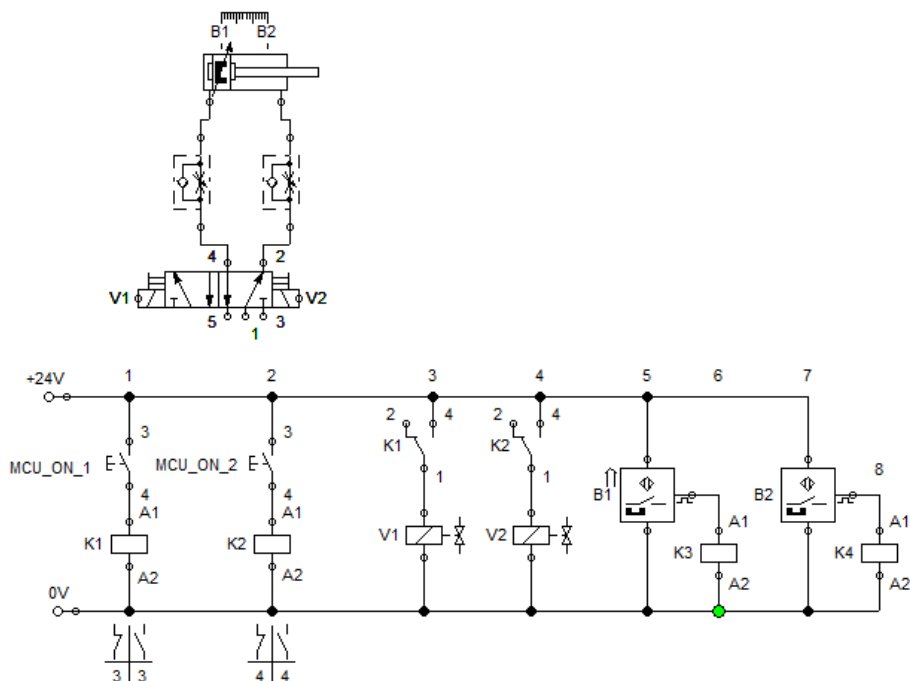 B1 B2
4 2
V1 V2
5 3
1
1 2 3 4 5 6 7
+24V
3 3 2 4 2 4
MCU_ON_1 MCU_ON_2 K1 K2
8
4 4 1 1 B1 B2
A1 A1 A1 A1
K1 K2 V1 V2 K3 K4
A2 A2 A2 A2
0V
3 3 4 4